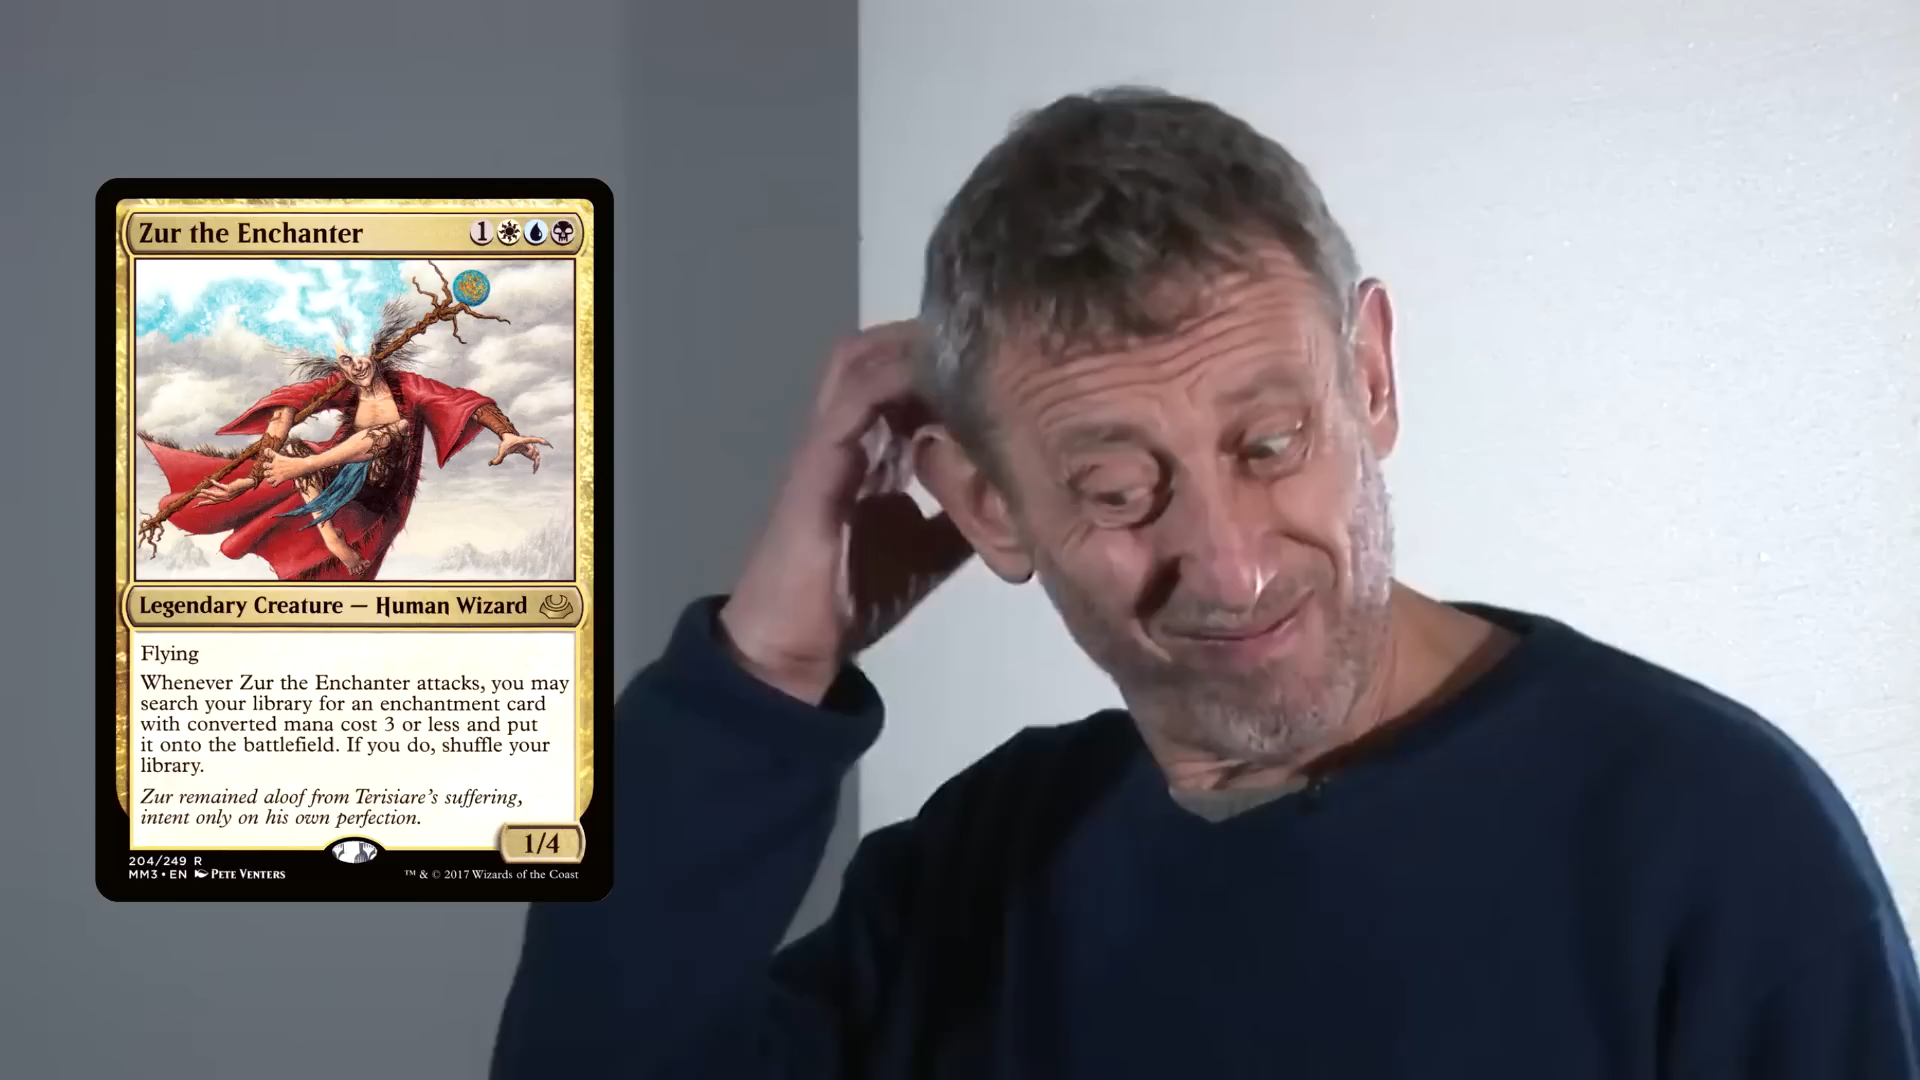 Zur the Enchanter 1
Legendary Creature — Human Wizard
Flying
Whenever Zur the Enchanter attacks, you may
search your library for an enchantment card
with converted mana cost 3 or less and put
it onto the battlefield. If you do, shuffle your
library.
Zur remained aloof from Terisiare's suffering,
intent only on his own perfection.
1/4
204/249 R
MM3 • EN PETE VENTERS
™ & © 2017 Wizards of the Coast